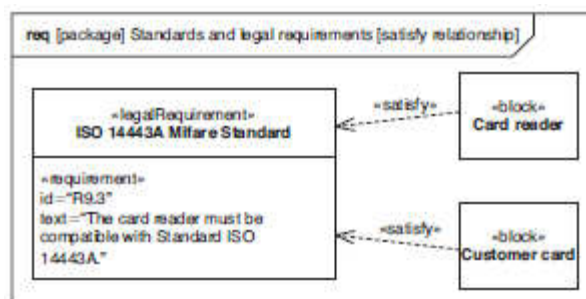 req [package] Standards and legal requirements [satisfy relationship]
«legalRequirement»
ISO 14443A Mifare Standard
«requirement»
id="R9.3"
text="The card reader must be
compatible with Standard ISO
14443A."
«satisfy»
«block»
Card reader
«satisfy»
«block»
Customer card